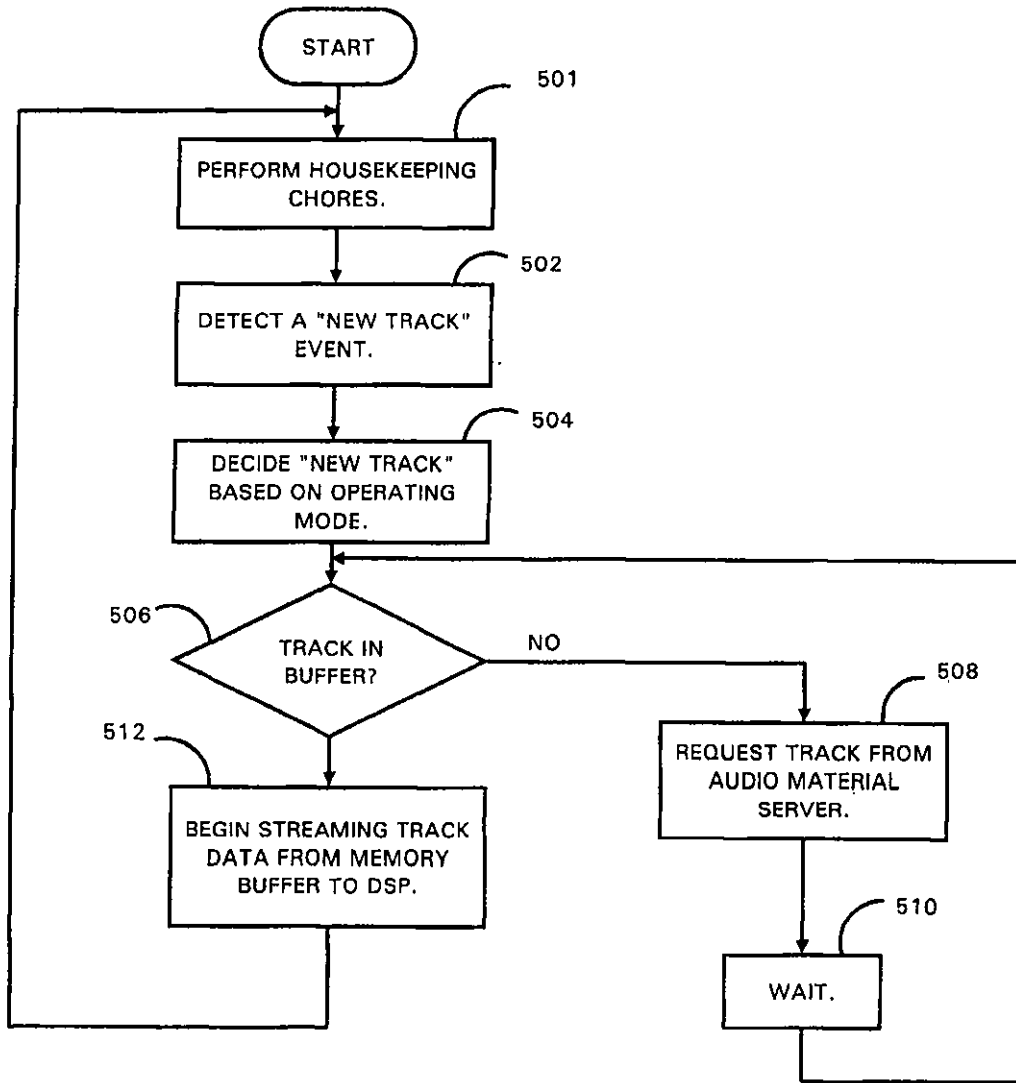 START
501
PERFORM HOUSEKEEPING
CHORES.
502
DETECT A "NEW TRACK"
EVENT.
504
DECIDE "NEW TRACK"
BASED ON OPERATING
MODE.
506
TRACK IN
BUFFER?
NO
508
REQUEST TRACK FROM
AUDIO MATERIAL
SERVER.
512
BEGIN STREAMING TRACK
DATA FROM MEMORY
BUFFER TO DSP.
510
WAIT.